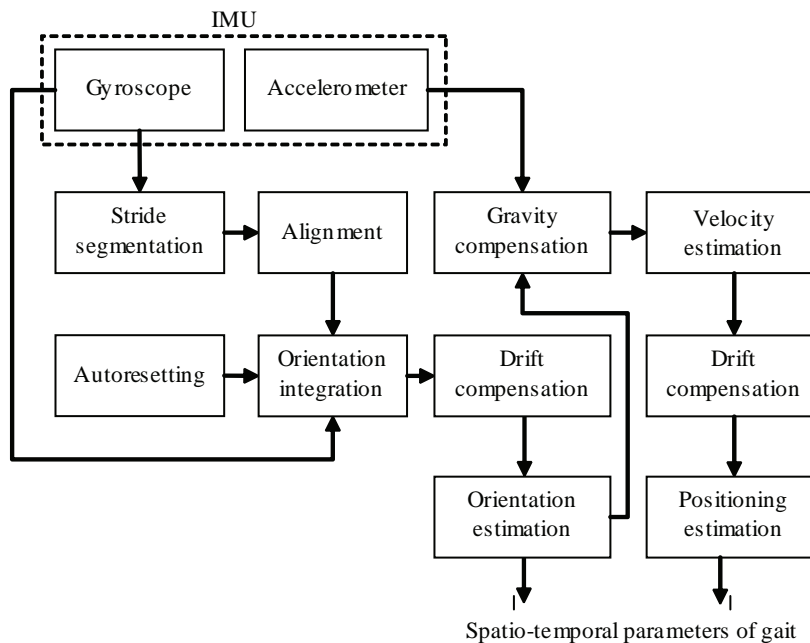 IMU
Gyroscope
Accelerometer
Stride
segmentation
Alignment
Gravity
compensation
Velocity
estimation
Autoresetting
Orientation
integration
Drift
compensation
Drift
compensation
Orientation
estimation
Positioning
estimation
Spatio-temporal parameters of gait